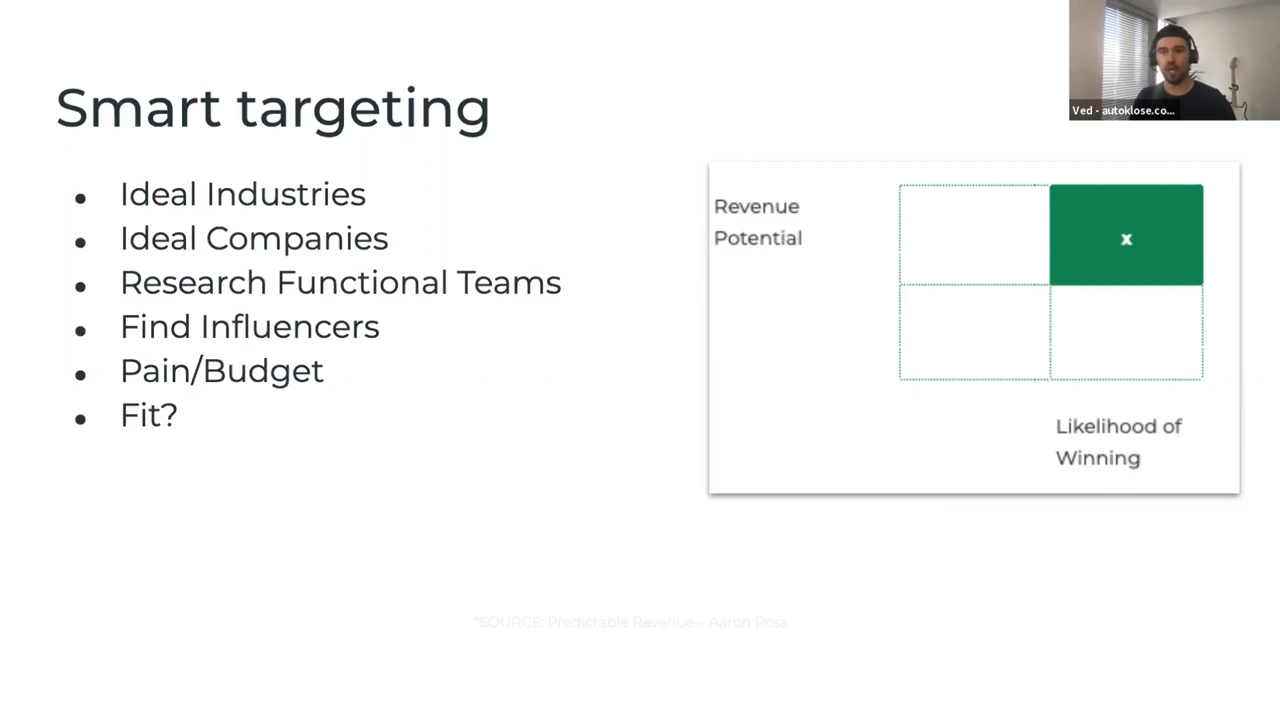 Smart targeting
Ved - autoklose.co...
• Ideal Industries
• Ideal Companies
• Research Functional Teams
• Find Influencers
• Pain/Budget
• Fit?
Revenue
Potential
x
Likelihood of
Winning
*SOURCE: Predictable Revenue - Aaron Ross